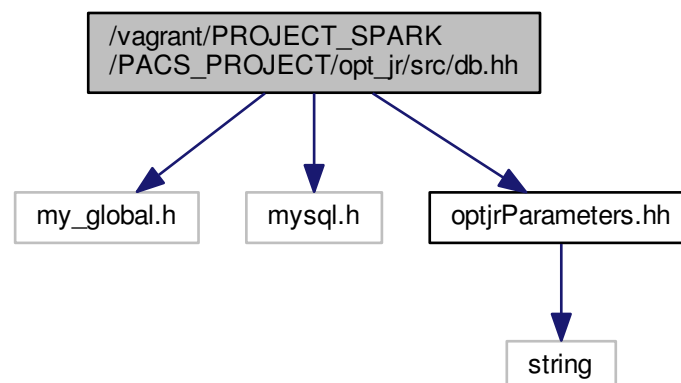 /vagrant/PROJECT_SPARK
/PACS_PROJECT/opt_jr/src/db.hh
my_global.h
mysql.h
optjrParameters.hh
string